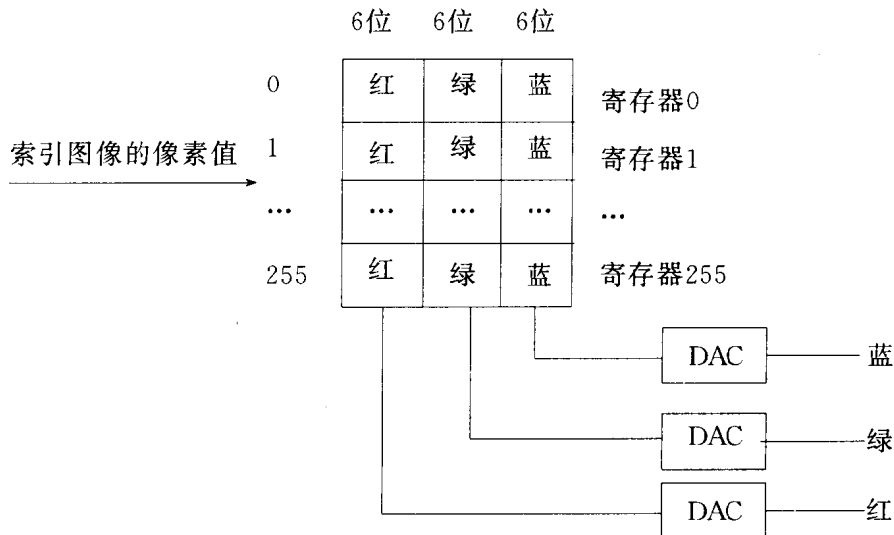 6位 6位 6位
0 红 绿 蓝 寄存器0
索引图像的像素值 1 红 绿 蓝 寄存器1
… … … … …
255 红 绿 蓝 寄存器255
DAC 蓝
DAC 绿
DAC 红